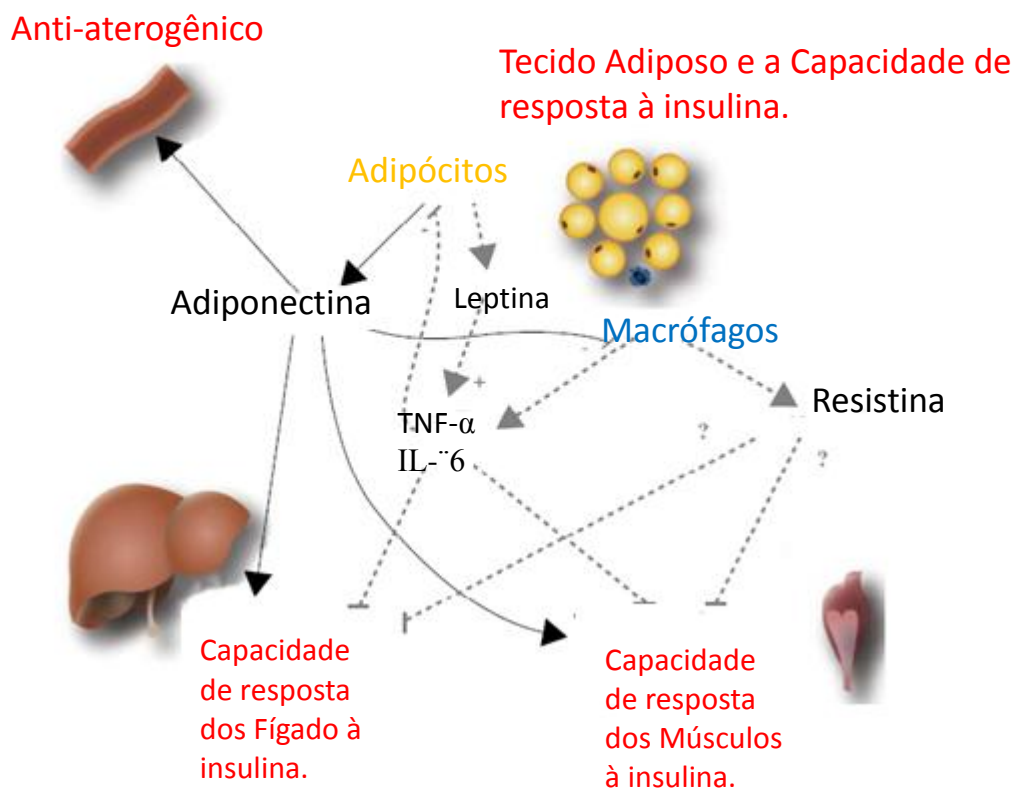 Anti-aterogênico
Tecido Adiposo e a Capacidade de
resposta à insulina.
Adipócitos
-
Adiponectina
Leptina
Macrófagos
-
+
TNF-α
IL-¨6
Resistina
?
?
Capacidade
de resposta
dos Fígado à
insulina.
Capacidade
de resposta
dos Músculos
à insulina.